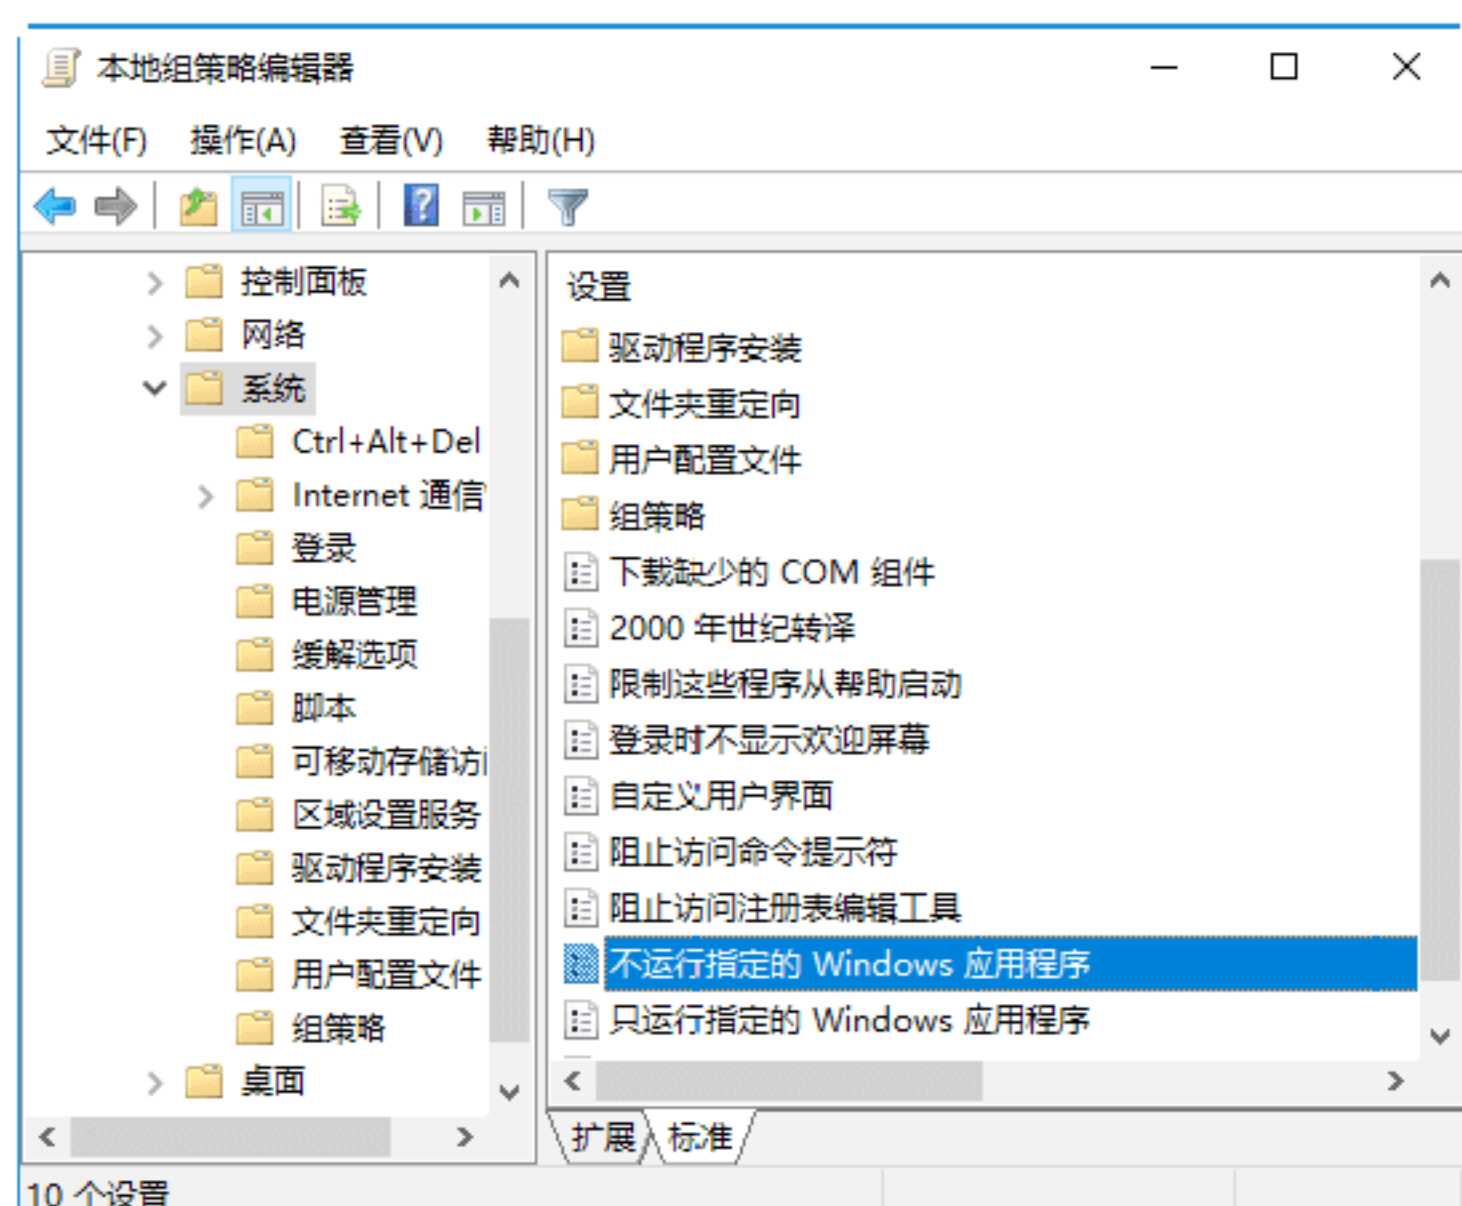 本地组策略编辑器
文件(F) 操作(A) 查看(V) 帮助(H)
控制面板
网络
系统
Ctrl+Alt+Del
Internet 通信
登录
电源管理
缓解选项
脚本
可移动存储访
区域设置服务
驱动程序安装
文件夹重定向
用户配置文件
组策略
桌面
设置
驱动程序安装
文件夹重定向
用户配置文件
组策略
下载缺少的 COM 组件
2000 年世纪转译
限制这些程序从帮助启动
登录时不显示欢迎屏幕
自定义用户界面
阻止访问命令提示符
阻止访问注册表编辑工具
不运行指定的 Windows 应用程序
只运行指定的 Windows 应用程序
扩展 标准
10 个设置